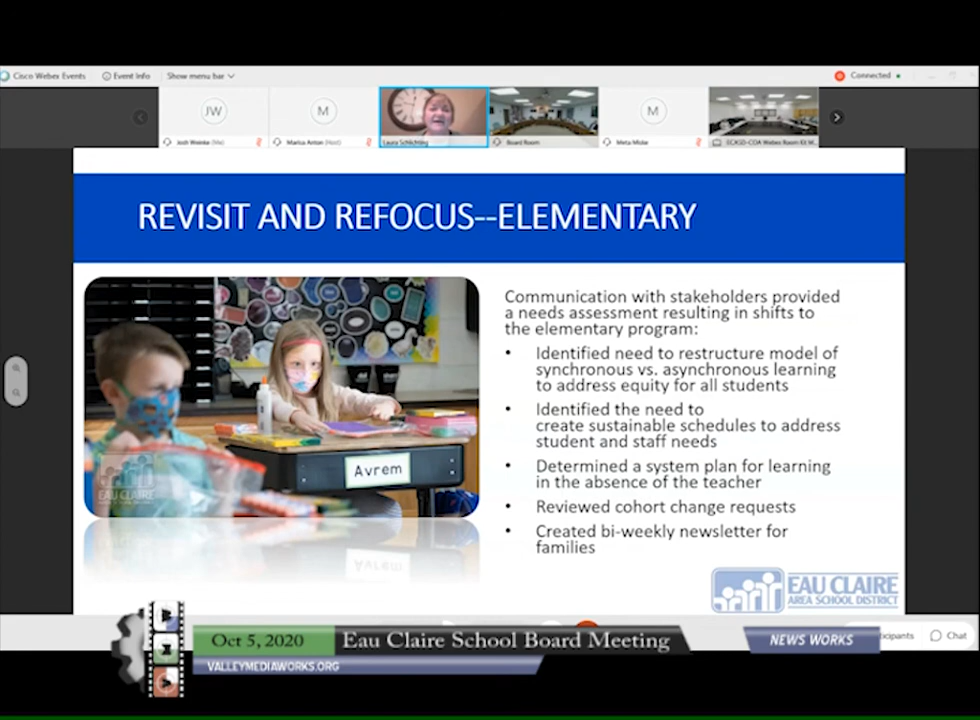 Cisco Webex Events
Event Info
Show menu bar
Connected
JW
M
M
Josh Weinke (Me)
Marisa Anton (Host)
Laura Schlichting
Board Room
Meta Miske
REVISIT AND REFOCUS--ELEMENTARY
Communication with stakeholders provided
a needs assessment resulting in shifts to
the elementary program:
• Identified need to restructure model of
synchronous vs. asynchronous learning
to address equity for all students
• Identified the need to
create sustainable schedules to address
student and staff needs
• Determined a system plan for learning
in the absence of the teacher
• Reviewed cohort change requests
• Created bi-weekly newsletter for
families
Avrem
EAU CLAIRE
EAU CLAIRE
AREA SCHOOL DISTRICT
Oct 5, 2020
Eau Claire School Board Meeting
NEWS WORKS
VALLEYMEDIAWORKS.ORG
icipants
Chat